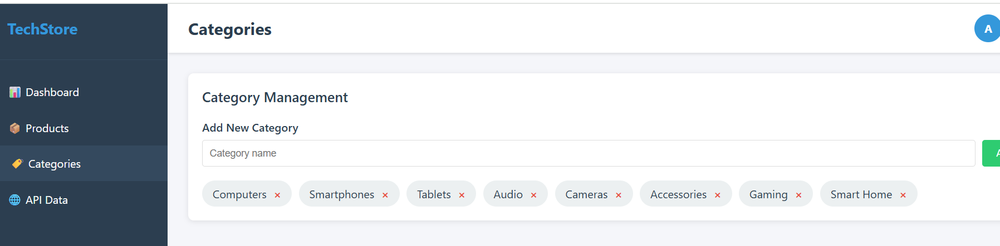 TechStore
Dashboard
Products
Categories
API Data
Categories
A
Category Management
Add New Category
Category name
Computers × Smartphones × Tablets × Audio × Cameras × Accessories × Gaming × Smart Home ×